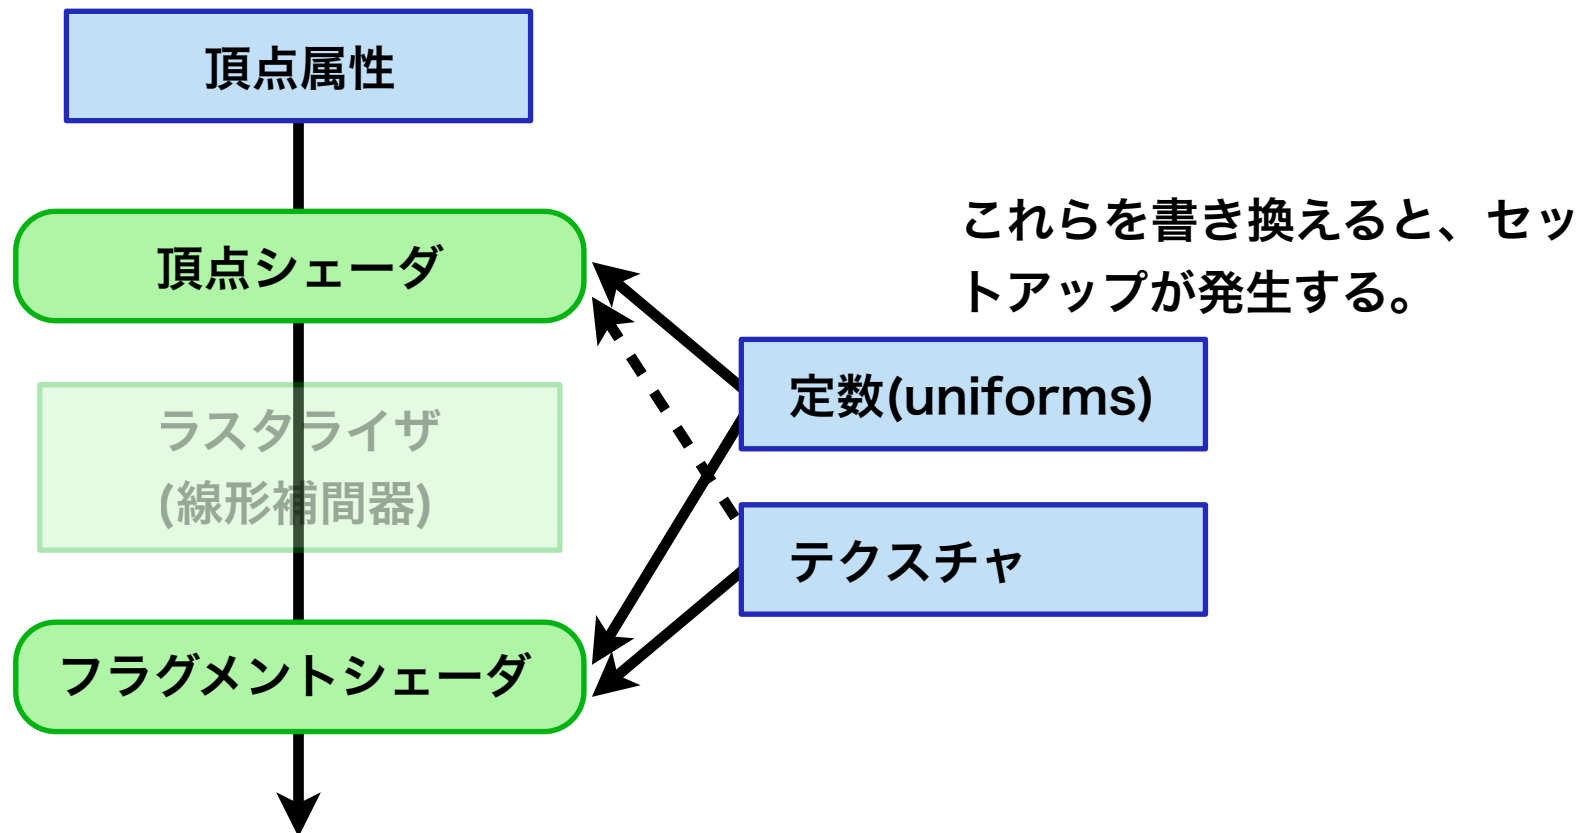 頂点属性
頂点シェーダ
これらを書き換えると、セッ
トアップが発生する。
定数(uniforms)
ラスタライザ
(線形補間器)
テクスチャ
フラグメントシェーダ